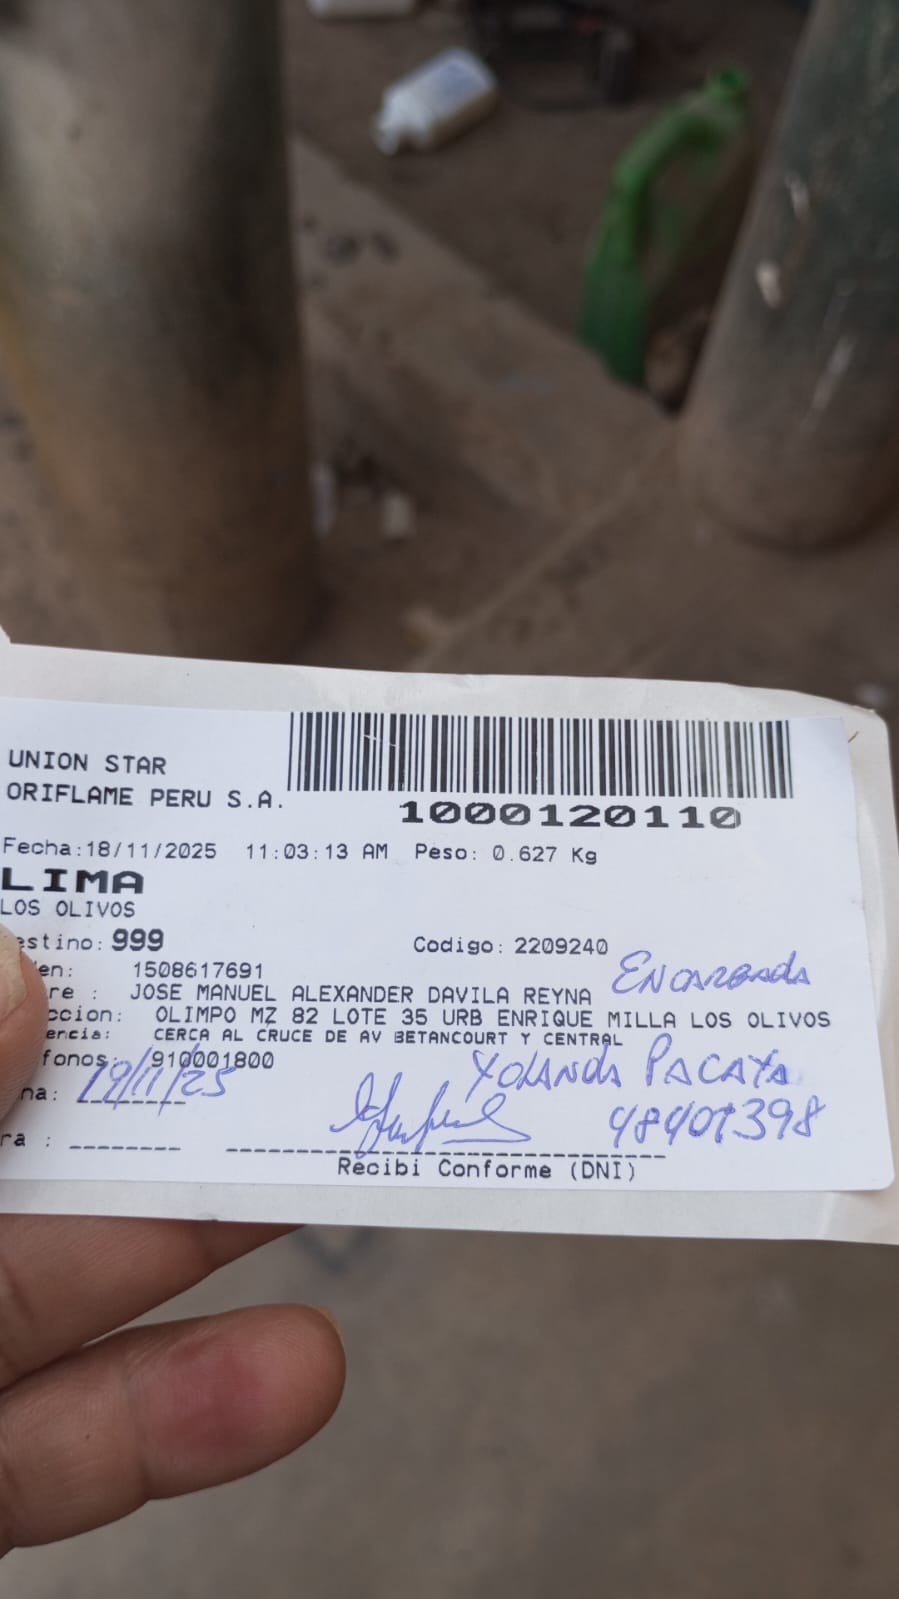 UNION STAR
ORIFLAME PERU S.A.
1000120110
Fecha:18/11/2025 11:03:13 AM Peso: 0.627 Kg
LIMA
LOS OLIVOS
estino: 999 Codigo: 2209240
en: 1508617691 ENCARGADA
re : JOSE MANUEL ALEXANDER DAVILA REYNA
ccion: OLIMPO MZ 82 LOTE 35 URB ENRIQUE MILLA LOS OLIVOS
encia: CERCA AL CRUCE DE AV BETANCOURT Y CENTRAL
fonos: 910001800 YOLANDA PACAYA
na: 19/11/25 48407398
ra :
Recibi Conforme (DNI)